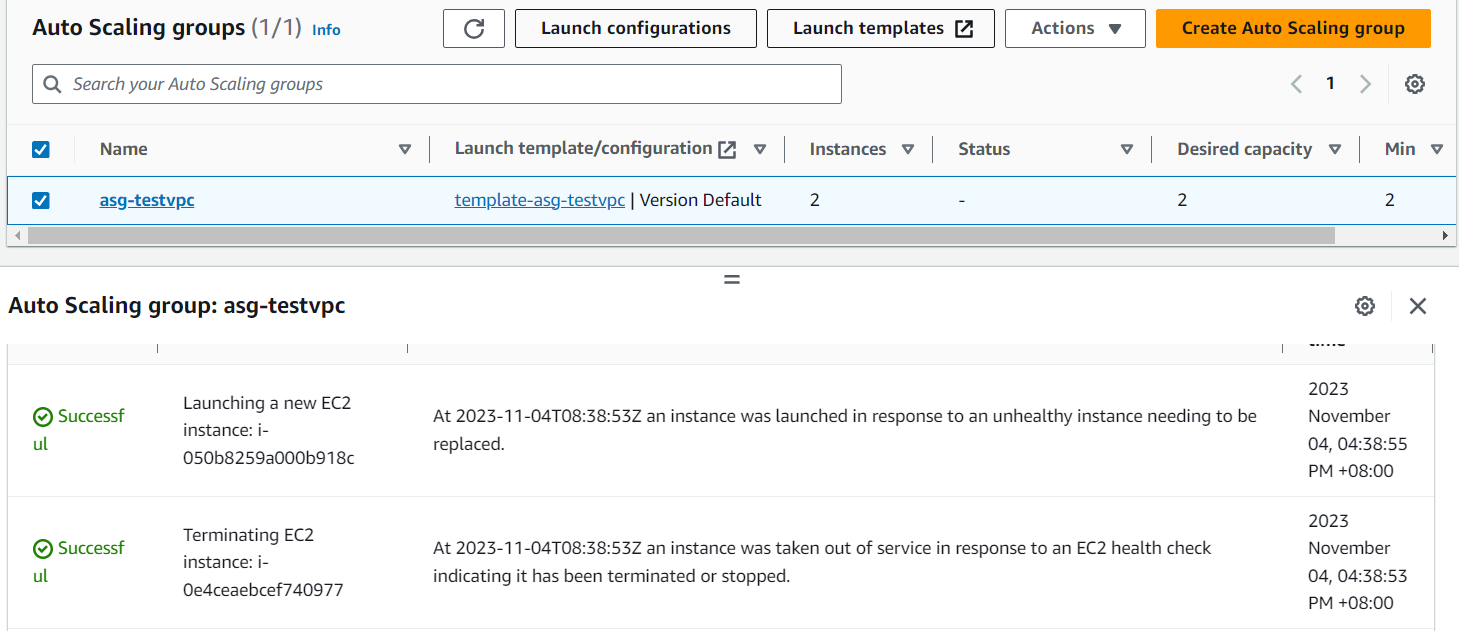 Auto Scaling groups (1/1) Info
Launch configurations
Launch templates
Actions
Create Auto Scaling group
Search your Auto Scaling groups
1
Name
Launch template/configuration
Instances
Status
Desired capacity
Min
asg-testvpc
template-asg-testvpc | Version Default
2
-
2
2
Auto Scaling group: asg-testvpc
time
Successf
ul
Launching a new EC2
instance: i-
050b8259a000b918c
At 2023-11-04T08:38:53Z an instance was launched in response to an unhealthy instance needing to be
replaced.
2023
November
04, 04:38:55
PM +08:00
Successf
ul
Terminating EC2
instance: i-
0e4ceaebcef740977
At 2023-11-04T08:38:53Z an instance was taken out of service in response to an EC2 health check
indicating it has been terminated or stopped.
2023
November
04, 04:38:53
PM +08:00